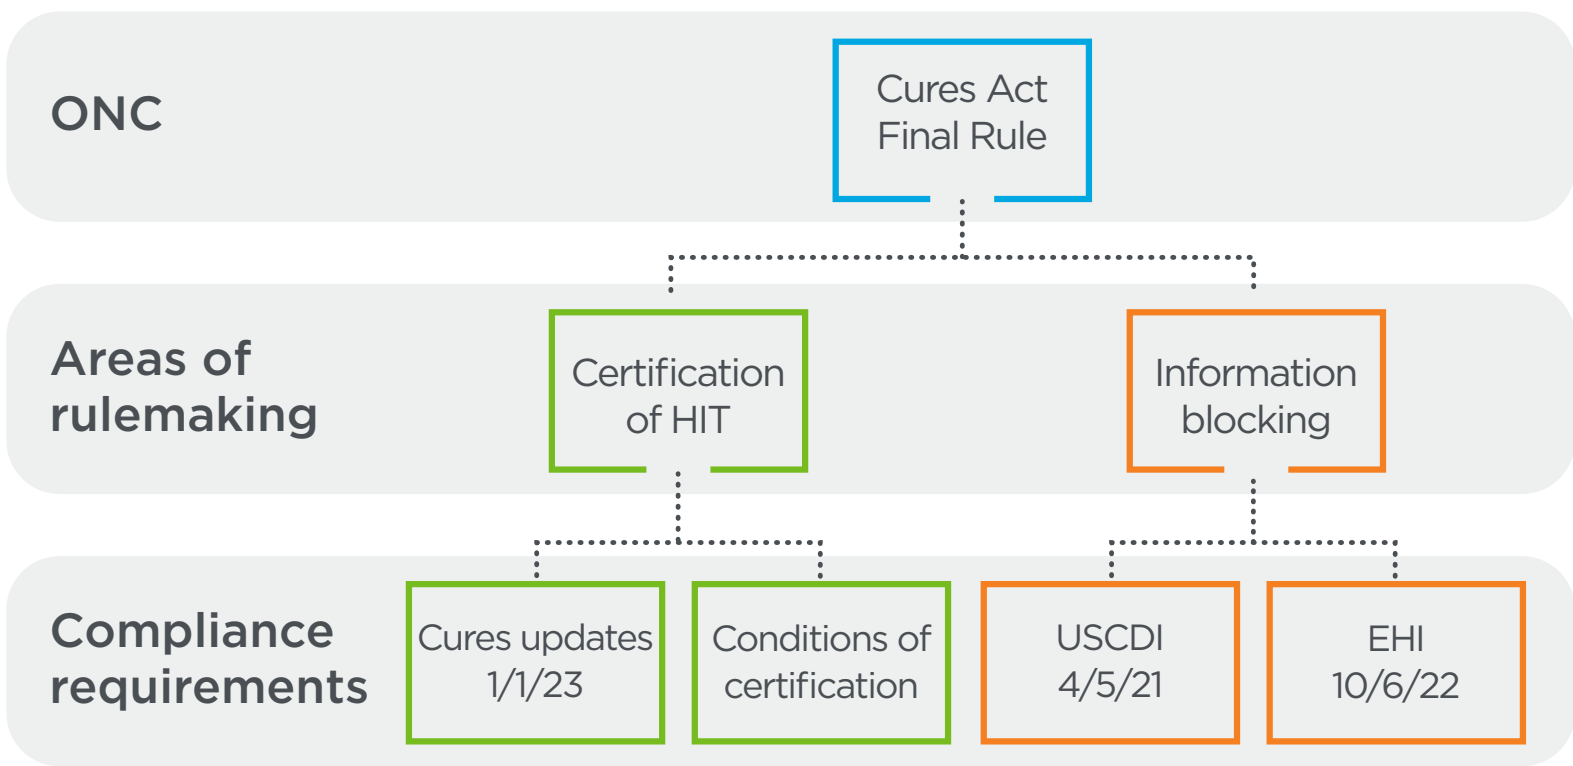 ONC
Cures Act
Final Rule
Areas of
rulemaking
Certification
of HIT
Information
blocking
Compliance
requirements
Cures updates
1/1/23
Conditions of
certification
USCDI
4/5/21
EHI
10/6/22